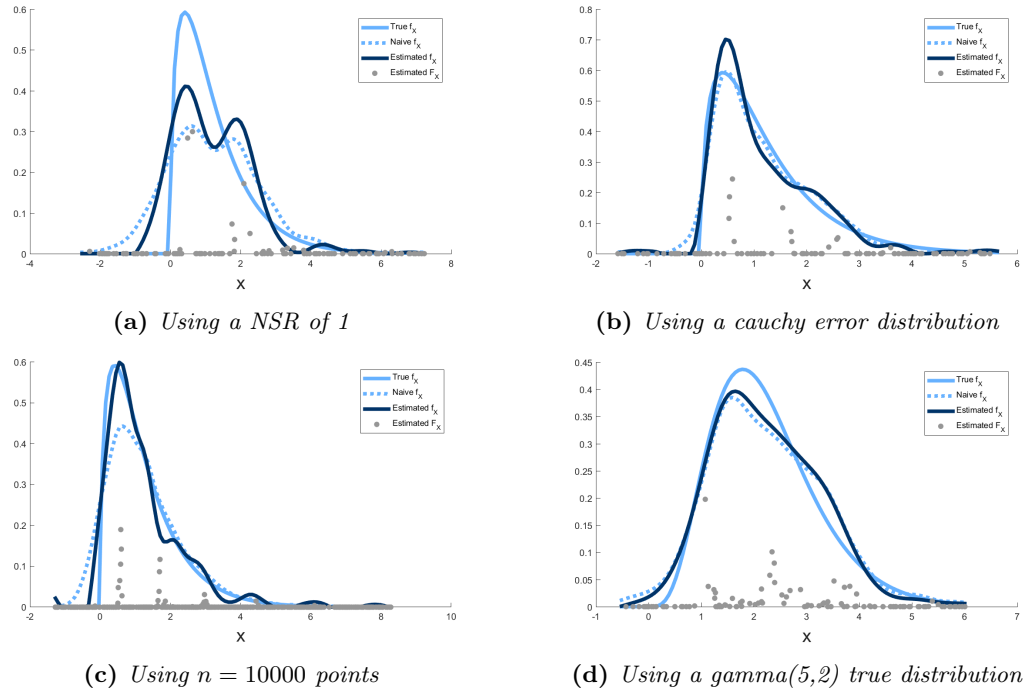 0.6
0.5
0.4
0.3
0.2
0.1
0
-4
-2
0
2
4
6
8
x
True f_X
Naive f_X
Estimated f_X
Estimated F_X
(a) Using a NSR of 1
0.8
0.7
0.6
0.5
0.4
0.3
0.2
0.1
0
-2
-1
0
1
2
3
4
5
6
x
True f_X
Naive f_X
Estimated f_X
Estimated F_X
(b) Using a cauchy error distribution
0.6
0.5
0.4
0.3
0.2
0.1
0
-2
0
2
4
6
8
10
x
True f_X
Naive f_X
Estimated f_X
Estimated F_X
(c) Using n = 10000 points
0.45
0.4
0.35
0.3
0.25
0.2
0.15
0.1
0.05
0
-1
0
1
2
3
4
5
6
7
x
True f_X
Naive f_X
Estimated f_X
Estimated F_X
(d) Using a gamma(5,2) true distribution